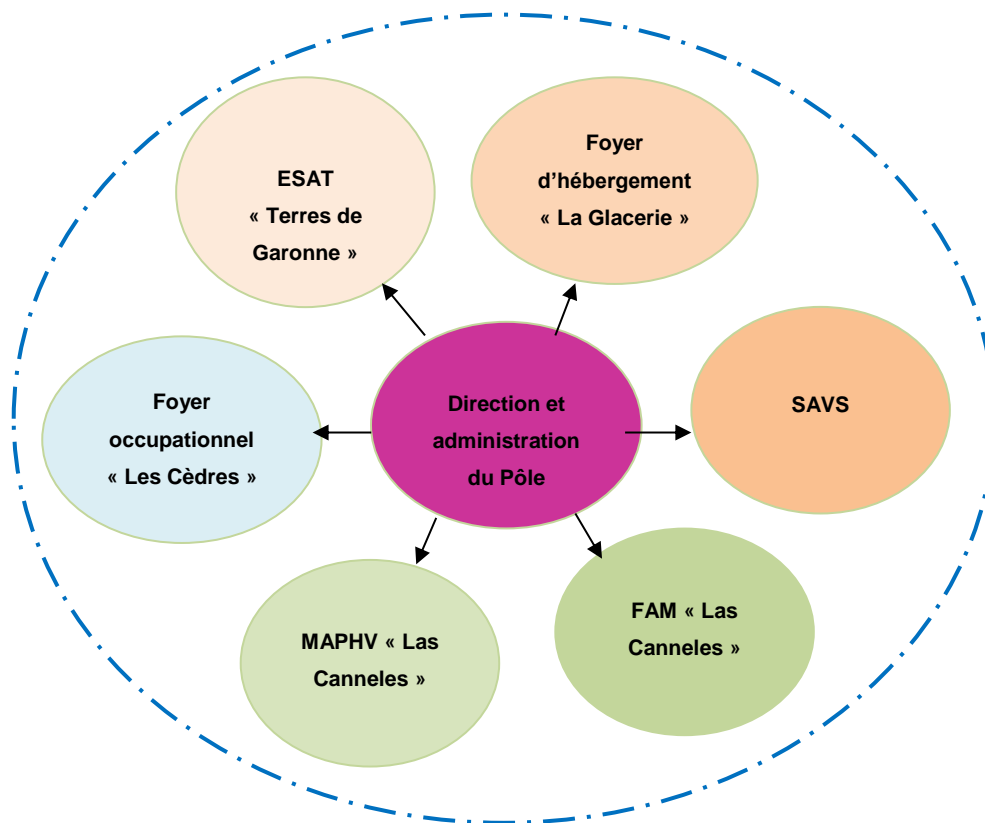 ESAT
« Terres de
Garonne »
Foyer
d’hébergement
« La Glacerie »
Foyer
occupationnel
« Les Cèdres »
Direction et
administration
du Pôle
SAVS
MAPHV « Las
Canneles »
FAM « Las
Canneles »